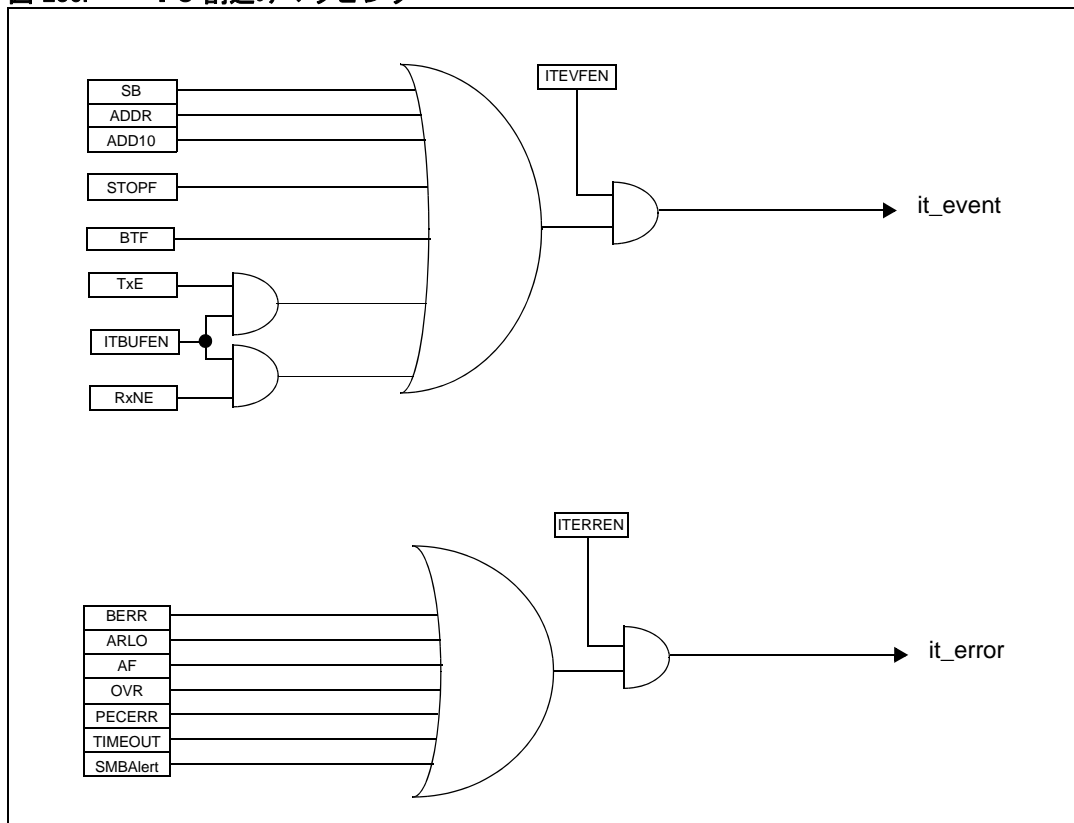 ITEVFEN
SB
ADDR
ADD10
STOPF
BTF
TxE
ITBUFEN
RxNE
it_event
ITERREN
BERR
ARLO
AF
OVR
PECERR
TIMEOUT
SMBAlert
it_error